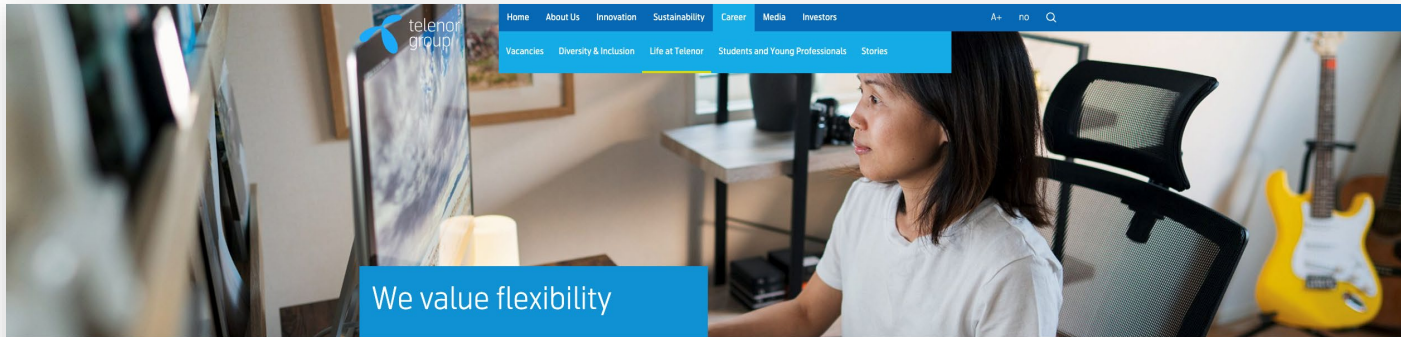 telenor
group
Home About Us Innovation Sustainability Career Media Investors A+ no
Vacancies Diversity & Inclusion Life at Telenor Students and Young Professionals Stories
We value flexibility